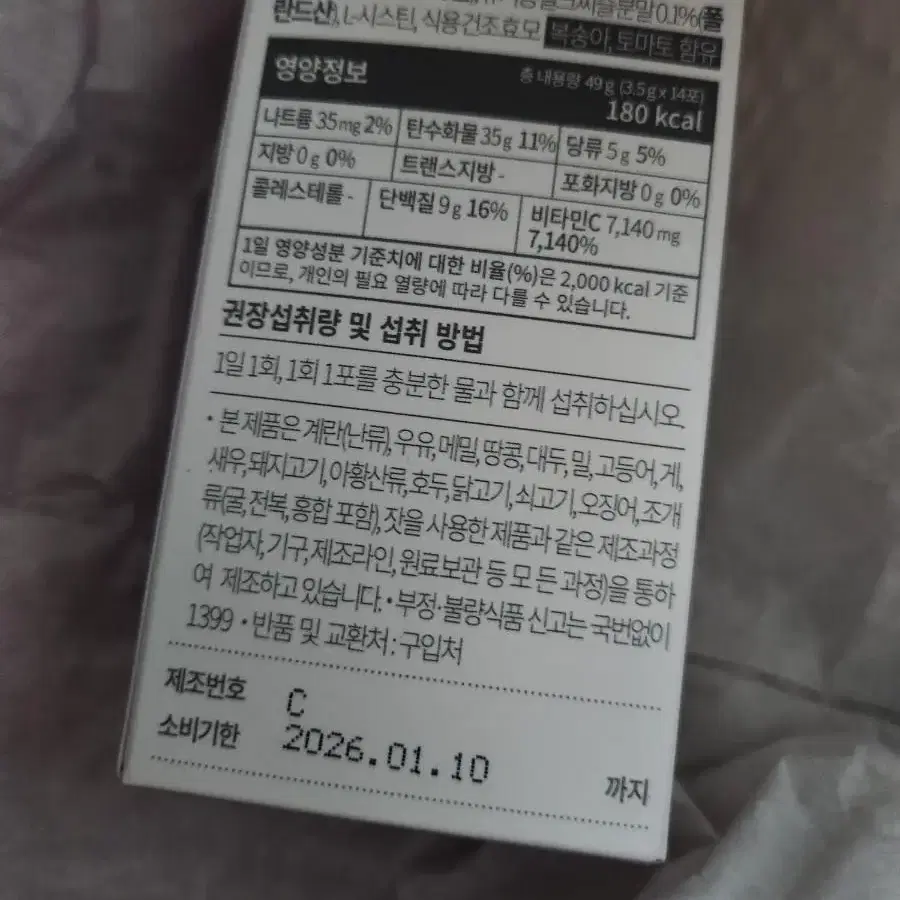 씨슬분말 0.1%(폴
란드산), L-시스틴, 식용건조효모 복숭아, 토마토 함유
영양정보
총 내용량 49 g (3.5 g x 14포)
180 kcal
나트륨 35 mg 2% 탄수화물 35 g 11% 당류 5 g 5%
지방 0 g 0% 트랜스지방 - 포화지방 0 g 0%
콜레스테롤 - 단백질 9 g 16% 비타민C 7,140 mg
7,140%
1일 영양성분 기준치에 대한 비율(%)은 2,000 kcal 기준
이므로, 개인의 필요 열량에 따라 다를 수 있습니다.
권장섭취량 및 섭취 방법
1일 1회, 1회 1포를 충분한 물과 함께 섭취하십시오.
• 본 제품은 계란(난류), 우유, 메밀, 땅콩, 대두, 밀, 고등어, 게,
새우, 돼지고기, 아황산류, 호두, 닭고기, 쇠고기, 오징어, 조개
류(굴, 전복, 홍합 포함), 잣을 사용한 제품과 같은 제조과정
(작업자, 기구, 제조라인, 원료보관 등 모든 과정)을 통하
여 제조하고 있습니다. • 부정·불량식품 신고는 국번없이
1399 • 반품 및 교환처 : 구입처
제조번호 C
소비기한 2026.01.10 까지